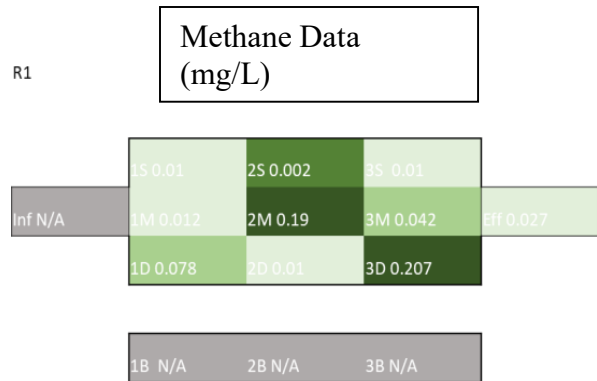 Methane Data
(mg/L)
R1
1S 0.01 2S 0.002 3S 0.01
Inf N/A 1M 0.012 2M 0.19 3M 0.042 Eff 0.027
1D 0.078 2D 0.01 3D 0.207
1B N/A 2B N/A 3B N/A